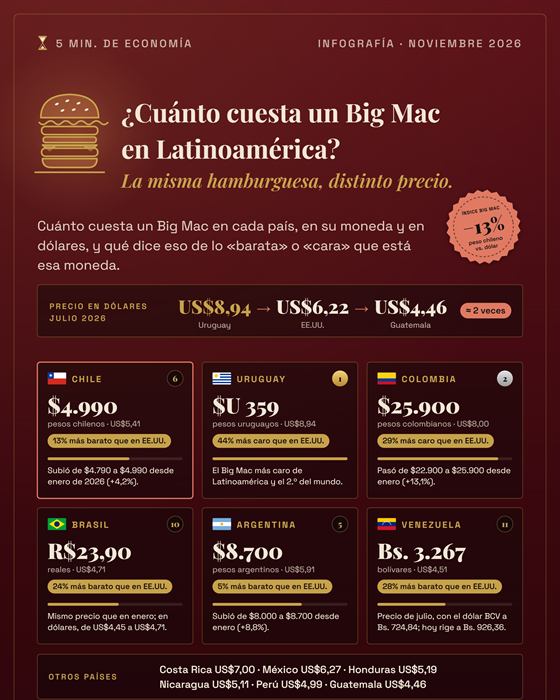 5 MIN. DE ECONOMÍA
INFOGRAFÍA · NOVIEMBRE 2026
¿Cuánto cuesta un Big Mac
en Latinoamérica?
La misma hamburguesa, distinto precio.
Cuánto cuesta un Big Mac en cada país, en su moneda y en
dólares, y qué dice eso de lo «barata» o «cara» que está
esa moneda.
ÍNDICE BIG MAC
−13%
peso chileno
vs. dólar
PRECIO EN DÓLARES
JULIO 2026
US$8,94 → US$6,22 → US$4,46
Uruguay
EE.UU.
Guatemala
≈ 2 veces
CHILE
6
$4.990
pesos chilenos · US$5,41
13% más barato que en EE.UU.
Subió de $4.790 a $4.990 desde
enero de 2026 (+4,2%).
URUGUAY
1
$U 359
pesos uruguayos · US$8,94
44% más caro que en EE.UU.
El Big Mac más caro de
Latinoamérica y el 2.º del mundo.
COLOMBIA
2
$25.900
pesos colombianos · US$8,00
29% más caro que en EE.UU.
Pasó de $22.900 a $25.900 desde
enero (+13,1%).
BRASIL
10
R$23,90
reales · US$4,71
24% más barato que en EE.UU.
Mismo precio que en enero; en
dólares, de US$4,45 a US$4,71.
ARGENTINA
5
$8.700
pesos argentinos · US$5,91
5% más barato que en EE.UU.
Subió de $8.000 a $8.700 desde
enero (+8,8%).
VENEZUELA
11
Bs. 3.267
bolívares · US$4,51
28% más barato que en EE.UU.
Precio de julio, con el dólar BCV a
Bs. 724,84; hoy rige a Bs. 926,36.
OTROS PAÍSES
Costa Rica US$7,00 · México US$6,27 · Honduras US$5,19
Nicaragua US$5,11 · Perú US$4,99 · Guatemala US$4,46